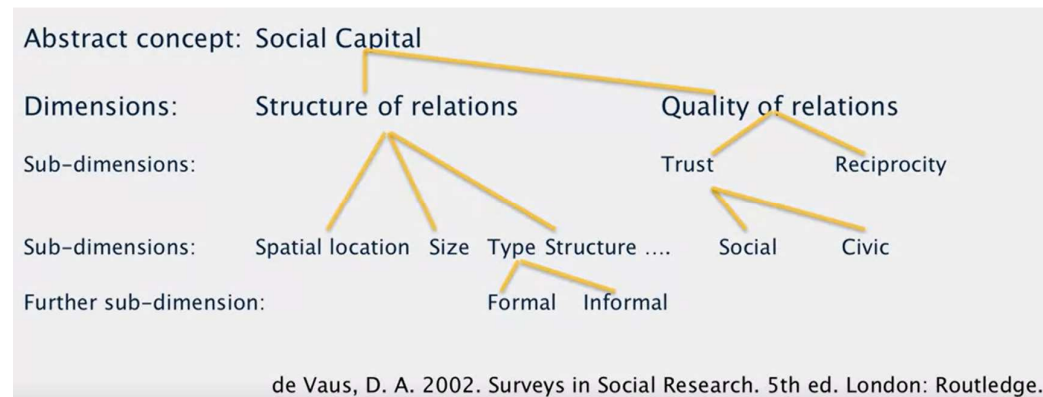 Abstract concept: Social Capital
Dimensions: Structure of relations Quality of relations
Sub-dimensions: Trust Reciprocity
Sub-dimensions: Spatial location Size Type Structure .... Social Civic
Further sub-dimension: Formal Informal
de Vaus, D. A. 2002. Surveys in Social Research. 5th ed. London: Routledge.